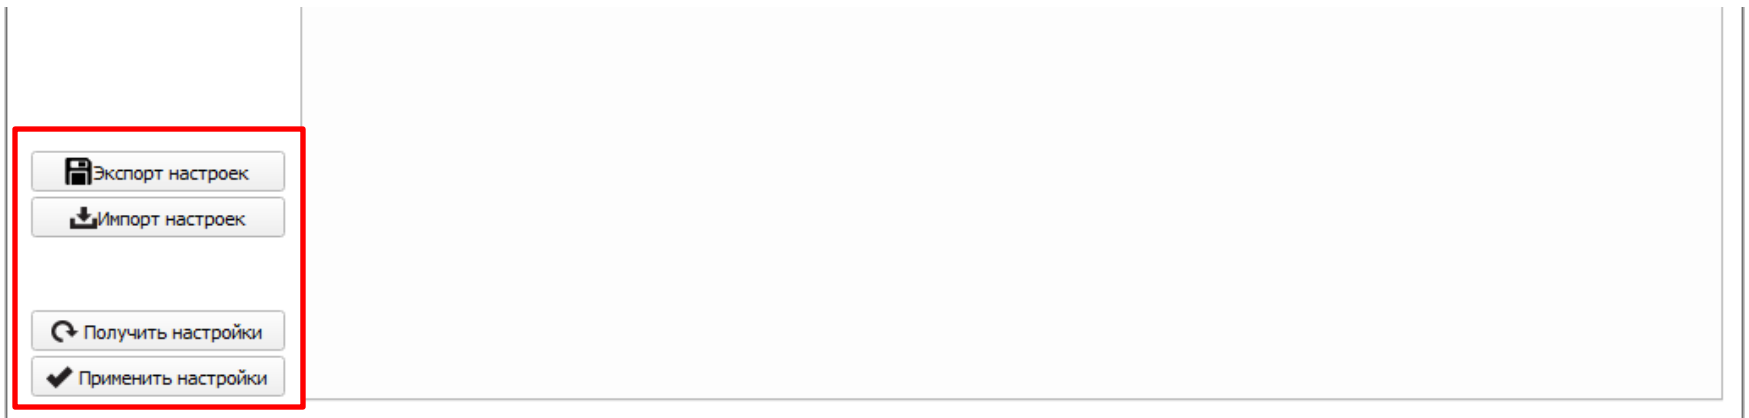 Экспорт настроек
Импорт настроек
Получить настройки
Применить настройки